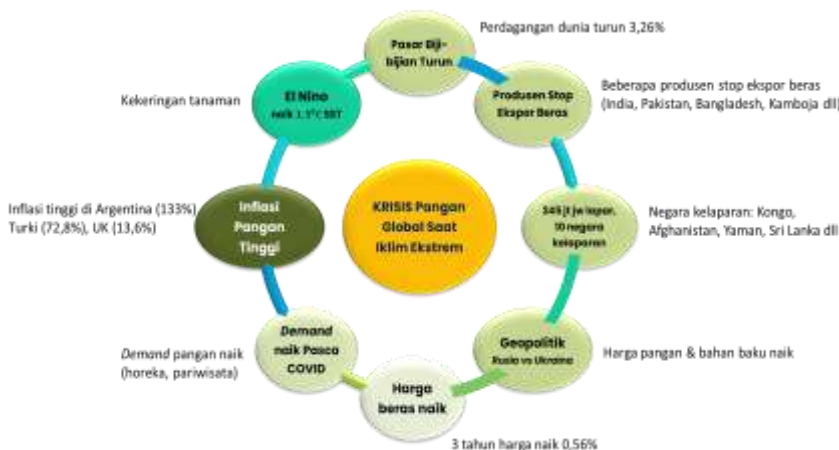 Pasar Biji-
bijian Turun
Perdagangan dunia turun 3,26%
Produsen Stop
Ekspor Beras
Beberapa produsen stop ekspor beras
(India, Pakistan, Bangladesh, Kamboja dll)
345 jt jw lapar,
10 negara
kelaparan
Negara kelaparan: Kongo,
Afghanistan, Yaman, Sri Lanka dll
Geopolitik
Rusia vs Ukraina
Harga pangan & bahan baku naik
Harga
beras naik
3 tahun harga naik 0,56%
Demand
naik Pasca
COVID
Demand pangan naik
(horeka, pariwisata)
Inflasi
Pangan
Tinggi
Inflasi tinggi di Argentina (133%)
Turki (72,8%), UK (13,6%)
El Nino
naik SST
Kekeringan tanaman
KRISIS Pangan
Global Saat
Iklim Ekstrem